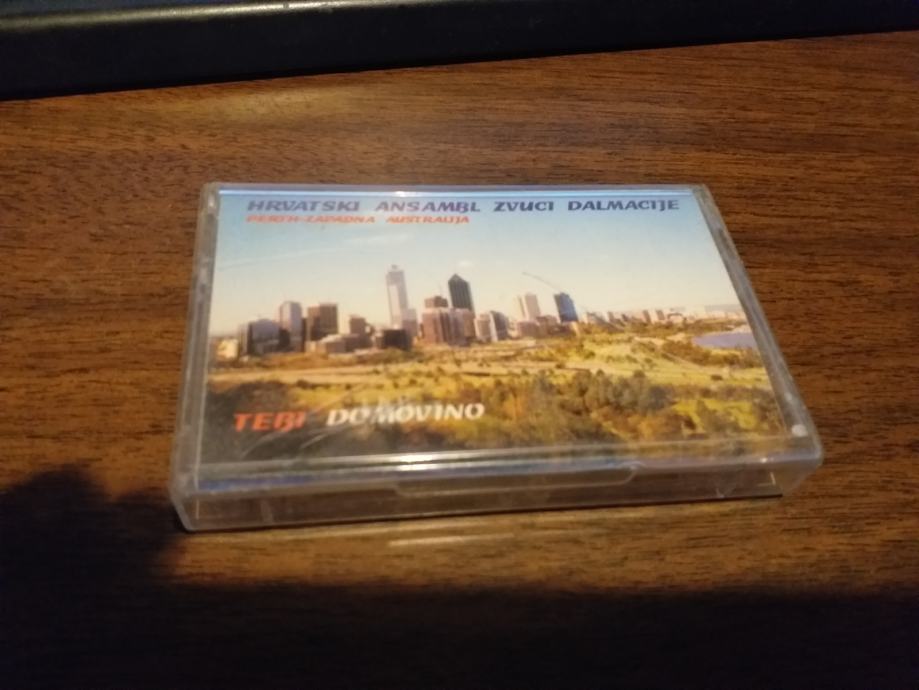 HRVATSKI ANSAMBL ZVUCI DALMACIJE
PERTH-ZAPADNA AUSTRALIJA
TEBI DOMOVINO